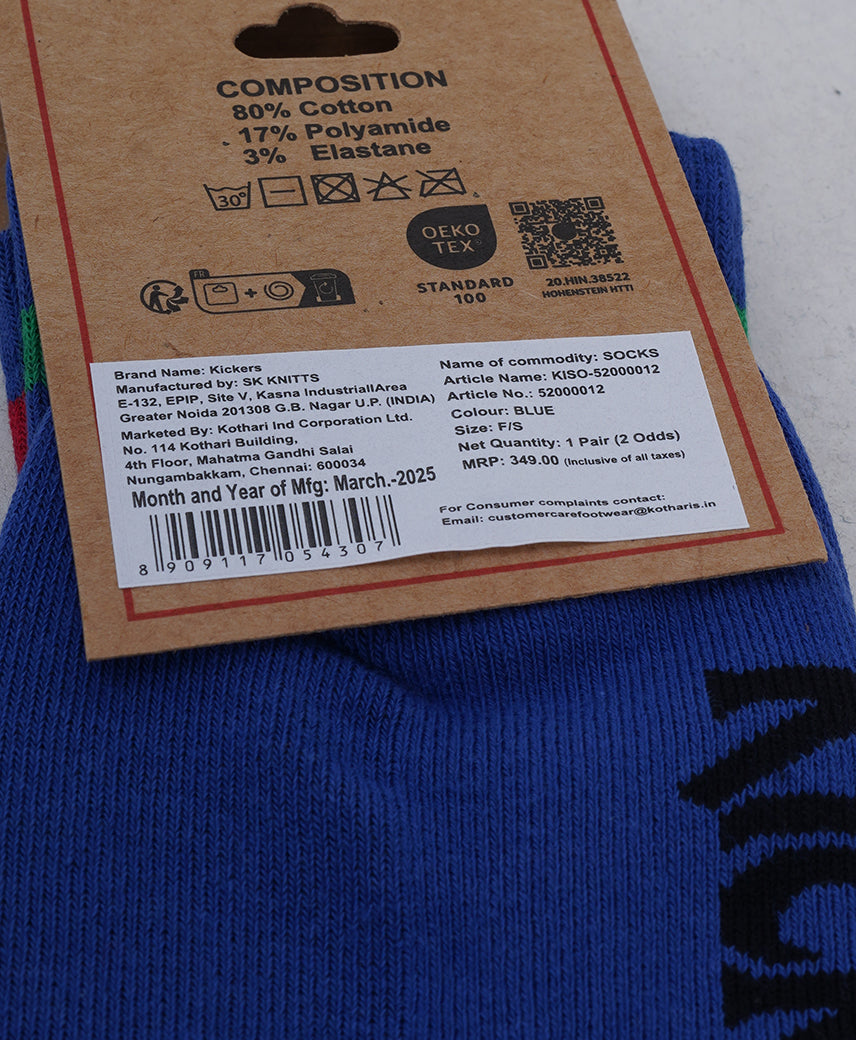 COMPOSITION
80% Cotton
17% Polyamide
3% Elastane
30°
OEKO
TEX®
STANDARD
100
20.HIN.38522
HOHENSTEIN HTTI
FR
Brand Name: Kickers
Manufactured by: SK KNITTS
E-132, EPIP, Site V, Kasna IndustriallArea
Greater Noida 201308 G.B. Nagar U.P. (INDIA)
Marketed By: Kothari Ind Corporation Ltd.
No. 114 Kothari Building,
4th Floor, Mahatma Gandhi Salai
Nungambakkam, Chennai: 600034
Month and Year of Mfg: March.-2025
8 909117 054307
Name of commodity: SOCKS
Article Name: KISO-52000012
Article No.: 52000012
Colour: BLUE
Size: F/S
Net Quantity: 1 Pair (2 Odds)
MRP: 349.00 (Inclusive of all taxes)
For Consumer complaints contact:
Email: customercarefootwear@kotharis.in